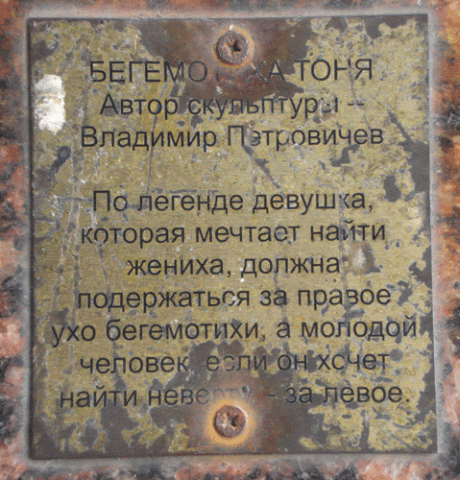 БЕГЕМОТИХА ТОНЯ
Автор скульптуры –
Владимир Петровичев
По легенде девушка,
которая мечтает найти
жениха, должна
подержаться за правое
ухо бегемотихи, а молодой
человек, если он хочет
найти невесту, - за левое.